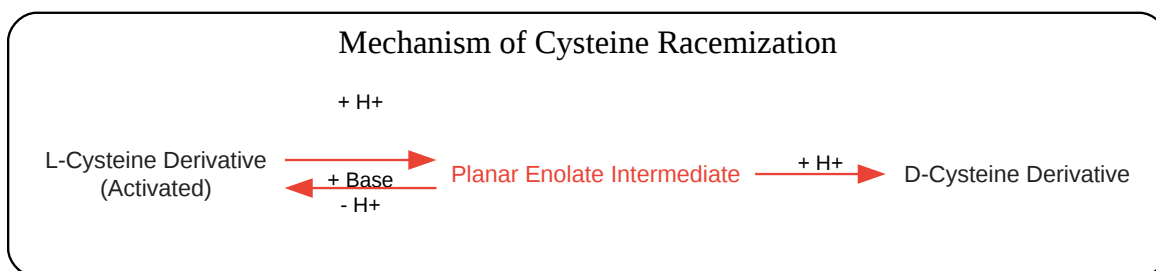 Mechanism of Cysteine Racemization
+ H+
L-Cysteine Derivative
(Activated)
+ Base
- H+
Planar Enolate Intermediate
+ H+
D-Cysteine Derivative